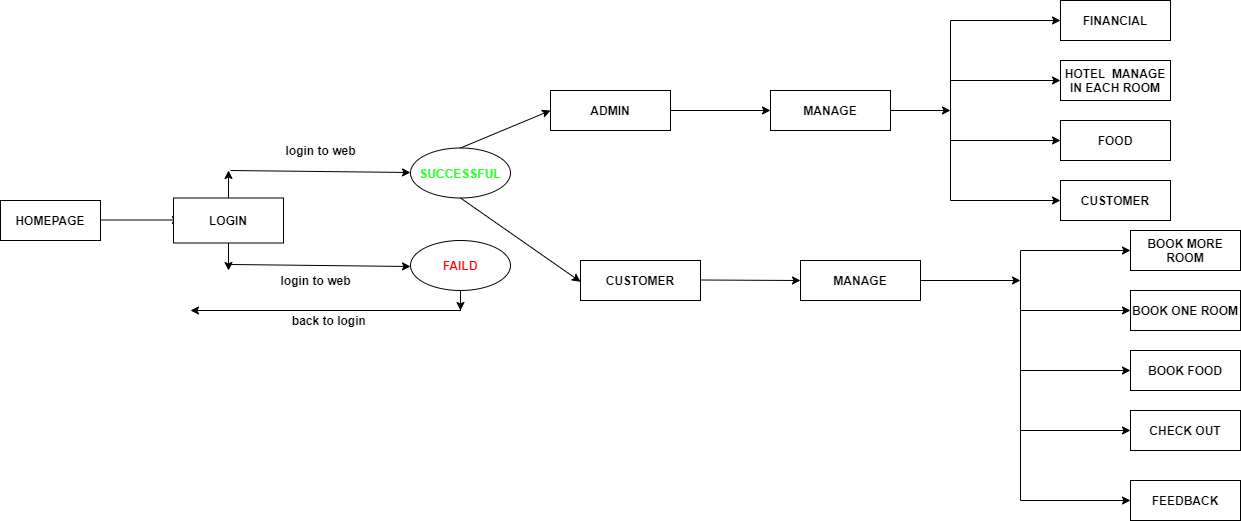 FINANCIAL
HOTEL MANAGE
IN EACH ROOM
ADMIN
MANAGE
FOOD
login to web
SUCCESSFUL
CUSTOMER
HOMEPAGE
LOGIN
BOOK MORE
ROOM
FAILD
login to web
CUSTOMER
MANAGE
back to login
BOOK ONE ROOM
BOOK FOOD
CHECK OUT
FEEDBACK